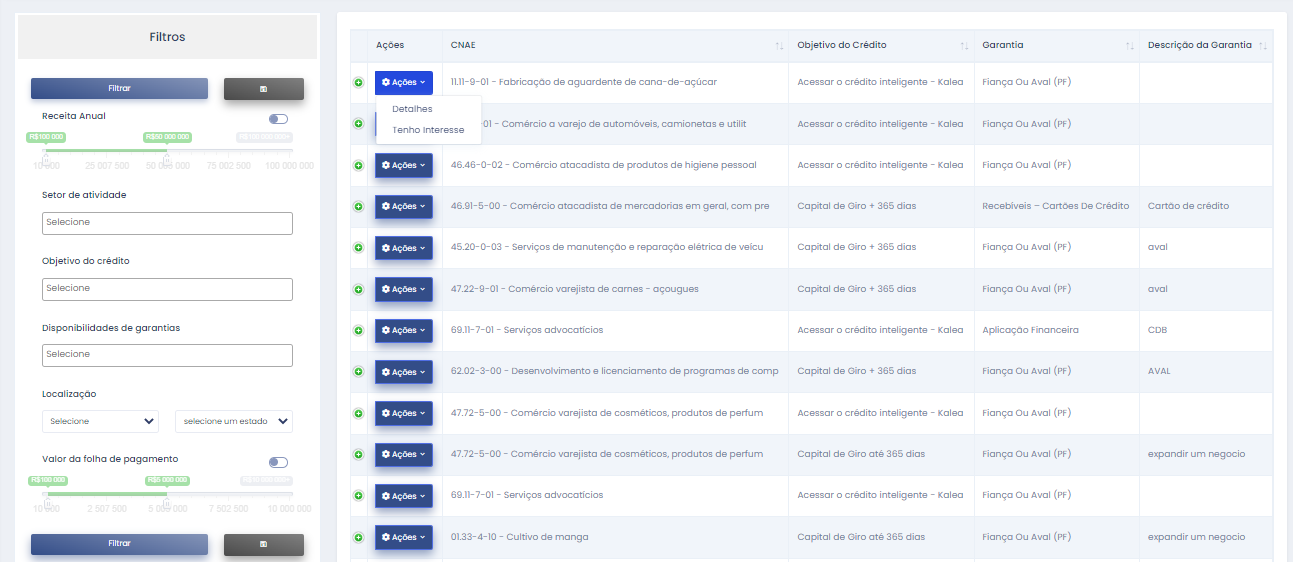 Filtros
Filtrar
Receita Anual
R$100 000 R$50 000 000
10 000 25 007 500 50 005 000 75 002 500 100 000 000
Setor de atividade
Selecione
Objetivo do crédito
Selecione
Disponibilidades de garantias
Selecione
Localização
Selecione selecione um estado
Valor da folha de pagamento
R$100 000 R$5 000 000
10 000 2 507 500 5 005 000 7 502 500 10 000 000
Filtrar
Ações CNAE Objetivo do Crédito Garantia Descrição da Garantia
Ações 11.11-9-01 - Fabricação de aguardente de cana-de-açúcar Acessar o crédito inteligente - Kalea Fiança Ou Aval (PF)
Detalhes
Tenho Interesse
-01 - Comércio a varejo de automóveis, camionetas e utilit Acessar o crédito inteligente - Kalea Fiança Ou Aval (PF)
Ações 46.46-0-02 - Comércio atacadista de produtos de higiene pessoal Acessar o crédito inteligente - Kalea Fiança Ou Aval (PF)
Ações 46.91-5-00 - Comércio atacadista de mercadorias em geral, com pre Capital de Giro + 365 dias Recebíveis – Cartões De Crédito Cartão de crédito
Ações 45.20-0-03 - Serviços de manutenção e reparação elétrica de veícu Capital de Giro + 365 dias Fiança Ou Aval (PF) aval
Ações 47.22-9-01 - Comércio varejista de carnes - açougues Capital de Giro + 365 dias Fiança Ou Aval (PF) aval
Ações 69.11-7-01 - Serviços advocatícios Acessar o crédito inteligente - Kalea Aplicação Financeira CDB
Ações 62.02-3-00 - Desenvolvimento e licenciamento de programas de comp Capital de Giro + 365 dias Fiança Ou Aval (PF) AVAL
Ações 47.72-5-00 - Comércio varejista de cosméticos, produtos de perfum Acessar o crédito inteligente - Kalea Fiança Ou Aval (PF)
Ações 47.72-5-00 - Comércio varejista de cosméticos, produtos de perfum Capital de Giro até 365 dias Fiança Ou Aval (PF) expandir um negocio
Ações 69.11-7-01 - Serviços advocatícios Acessar o crédito inteligente - Kalea Fiança Ou Aval (PF)
Ações 01.33-4-10 - Cultivo de manga Capital de Giro até 365 dias Fiança Ou Aval (PF) expandir um negocio